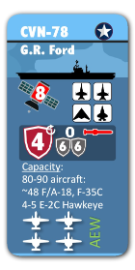 CVN-78
G.R. Ford
8
4
0
6 6
Capacity:
80-90 aircraft:
~48 F/A-18, F-35C
4-5 E-2C Hawkeye
AEW